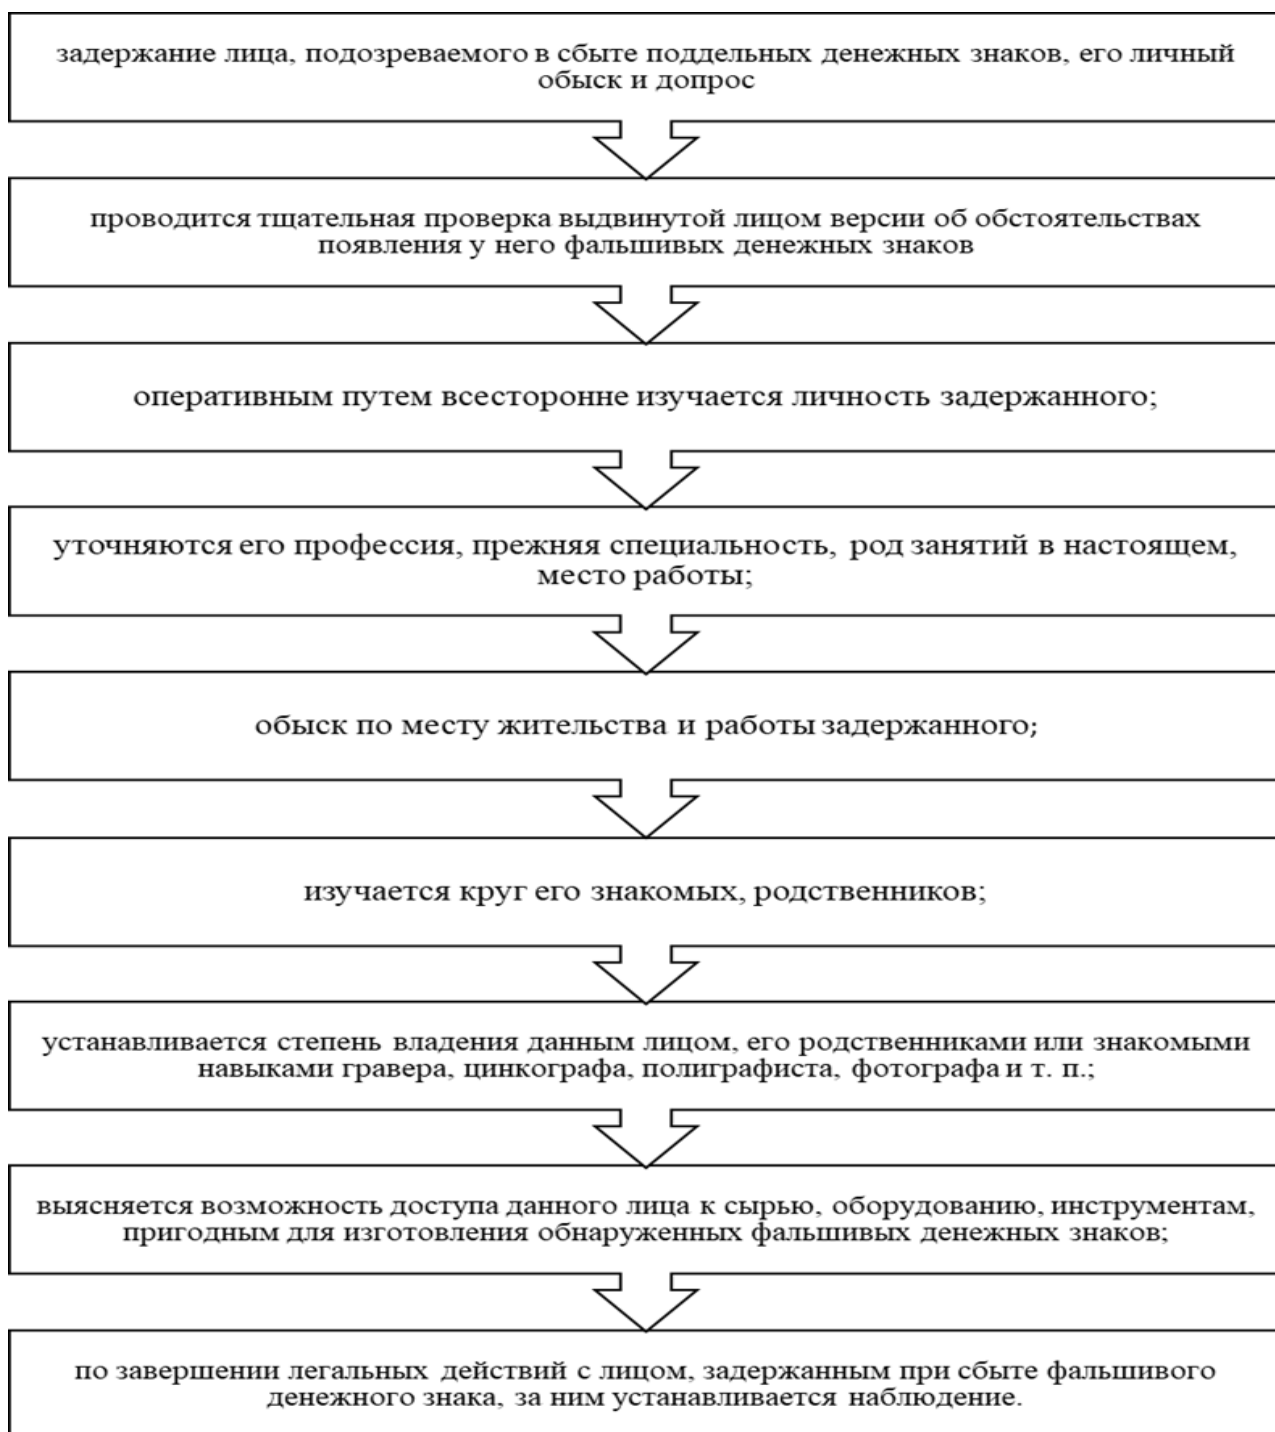 задержание лица, подозреваемого в сбыте поддельных денежных знаков, его личный
обыск и допрос
проводится тщательная проверка выдвинутой лицом версии об обстоятельствах
появления у него фальшивых денежных знаков
оперативным путем всесторонне изучается личность задержанного;
уточняются его профессия, прежняя специальность, род занятий в настоящем,
место работы;
обыск по месту жительства и работы задержанного;
изучается круг его знакомых, родственников;
устанавливается степень владения данным лицом, его родственниками или знакомыми
навыками гравера, цинкографа, полиграфиста, фотографа и т. п.;
выясняется возможность доступа данного лица к сырью, оборудованию, инструментам,
пригодным для изготовления обнаруженных фальшивых денежных знаков;
по завершении легальных действий с лицом, задержанным при сбыте фальшивого
денежного знака, за ним устанавливается наблюдение.